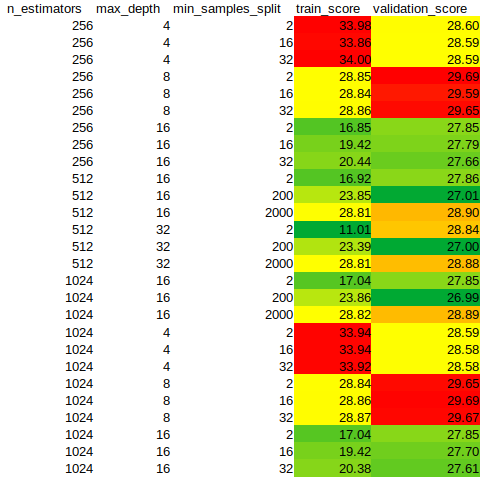 n_estimators max_depth min_samples_split train_score validation_score
256 4 2 33.98 28.60
256 4 16 33.86 28.59
256 4 32 34.00 28.59
256 8 2 28.85 29.69
256 8 16 28.84 29.59
256 8 32 28.86 29.65
256 16 2 16.85 27.85
256 16 16 19.42 27.79
256 16 32 20.44 27.66
512 16 2 16.92 27.86
512 16 200 23.85 27.01
512 16 2000 28.81 28.90
512 32 2 11.01 28.84
512 32 200 23.39 27.00
512 32 2000 28.81 28.88
1024 16 2 17.04 27.85
1024 16 200 23.86 26.99
1024 16 2000 28.82 28.89
1024 4 2 33.94 28.59
1024 4 16 33.94 28.58
1024 4 32 33.92 28.58
1024 8 2 28.84 29.65
1024 8 16 28.86 29.69
1024 8 32 28.87 29.67
1024 16 2 17.04 27.85
1024 16 16 19.42 27.70
1024 16 32 20.38 27.61